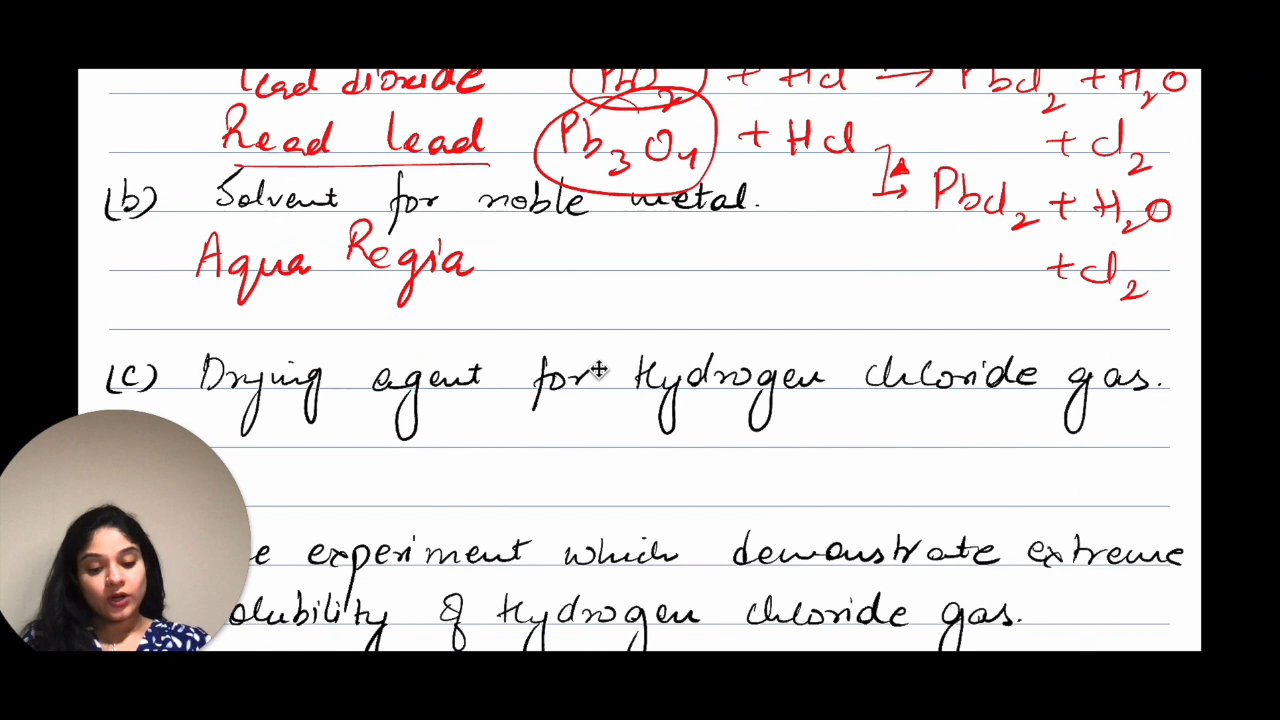 lead dioxide PbO2 + Hcl → Pbcl2 + H2O
Read lead Pb3O4 + Hcl + cl2
(b) Solvent for noble metal. Pbcl2 + H2O
Aqua Regia + cl2
(c) Drying agent for Hydrogen chloride gas.
e experiment which demonstrate extreme
olubility of Hydrogen chloride gas.